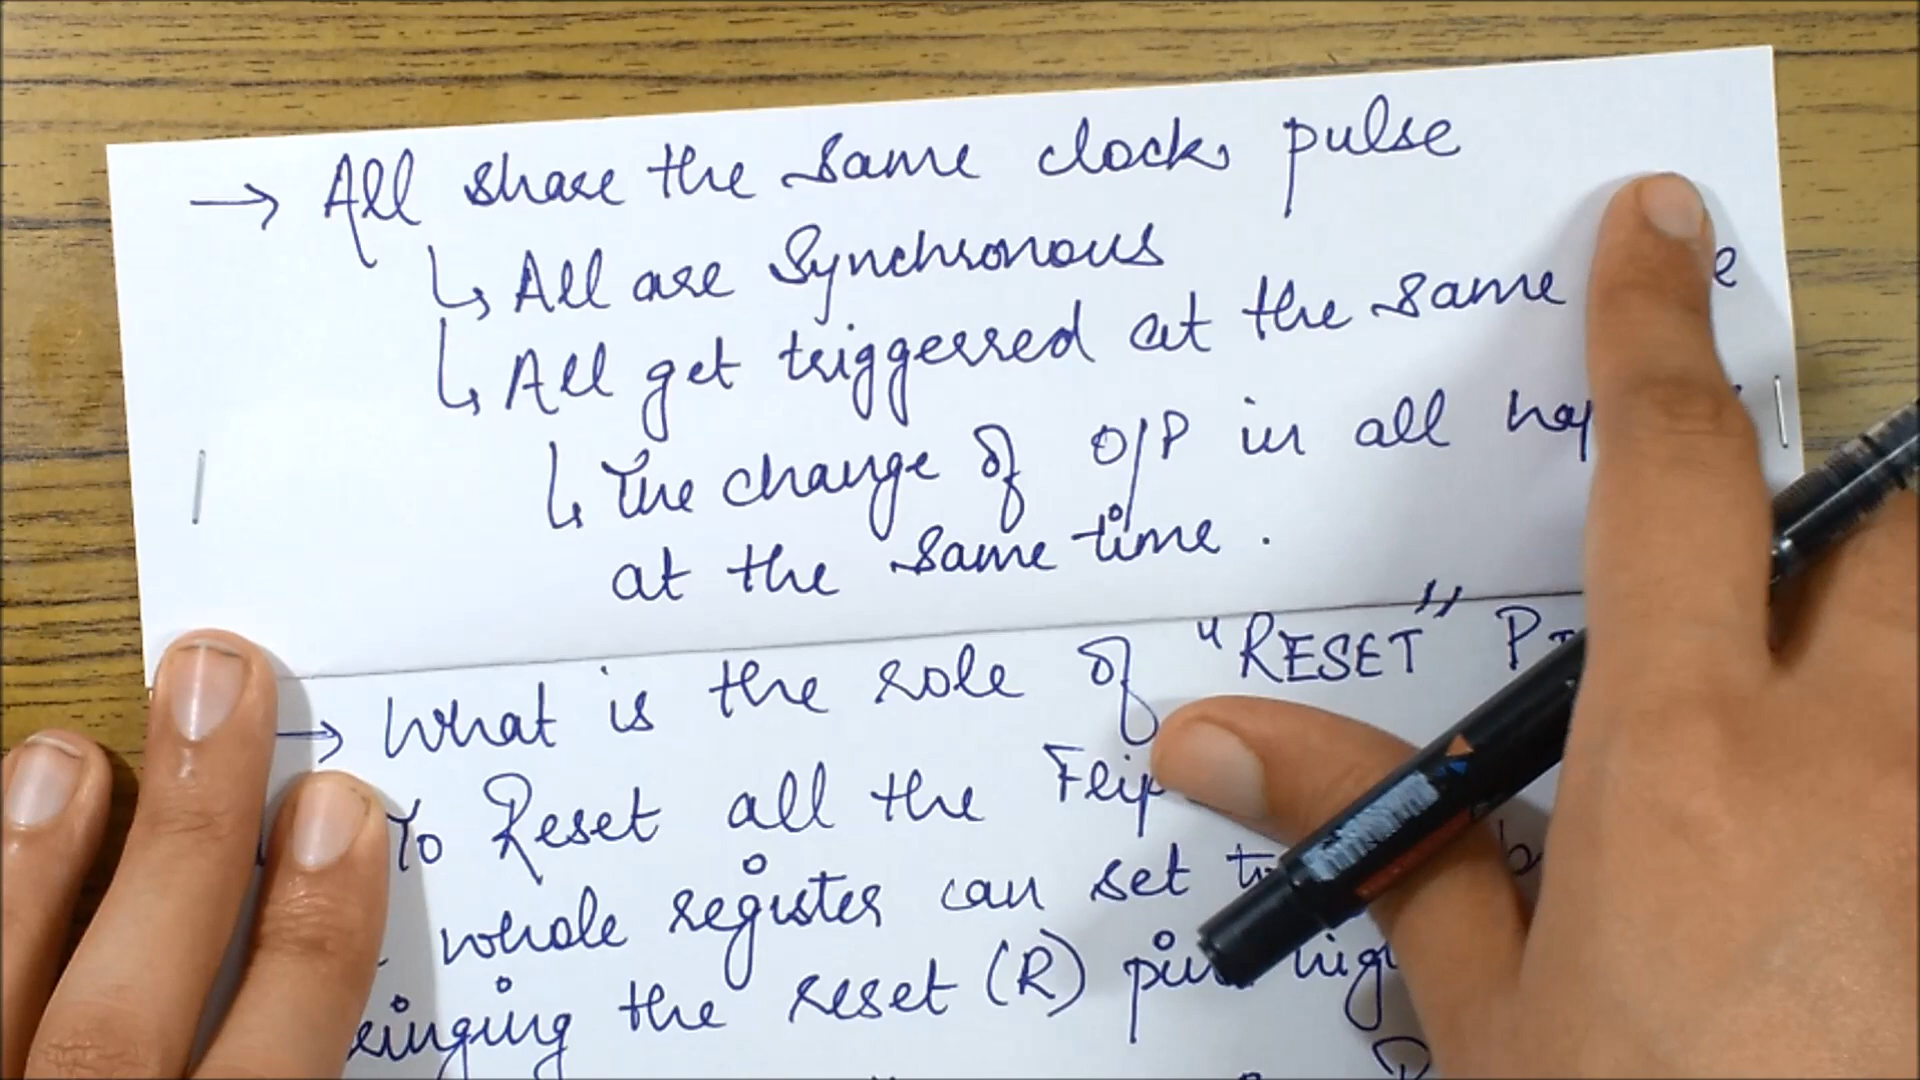 → All share the same clock pulse
↳ All are Synchronous
↳ All get triggerred at the same
↳ The change of O/P in all
at the same time.
→ What is the role of "RESET"
To Reset all the Flip
whole register can set
the reset (R) pin